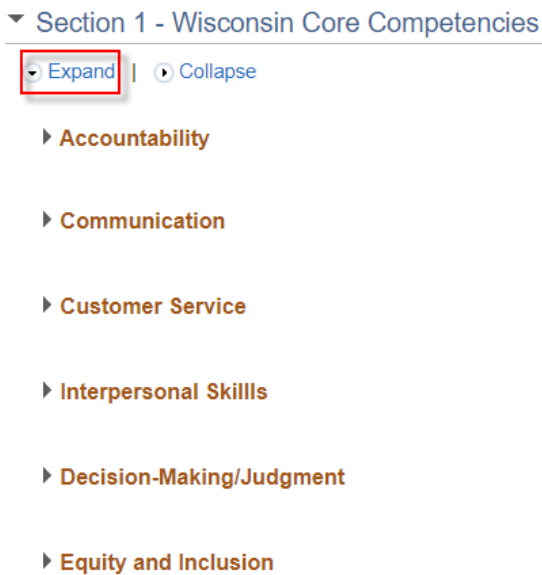 Section 1 - Wisconsin Core Competencies
Expand | Collapse
Accountability
Communication
Customer Service
Interpersonal Skillls
Decision-Making/Judgment
Equity and Inclusion